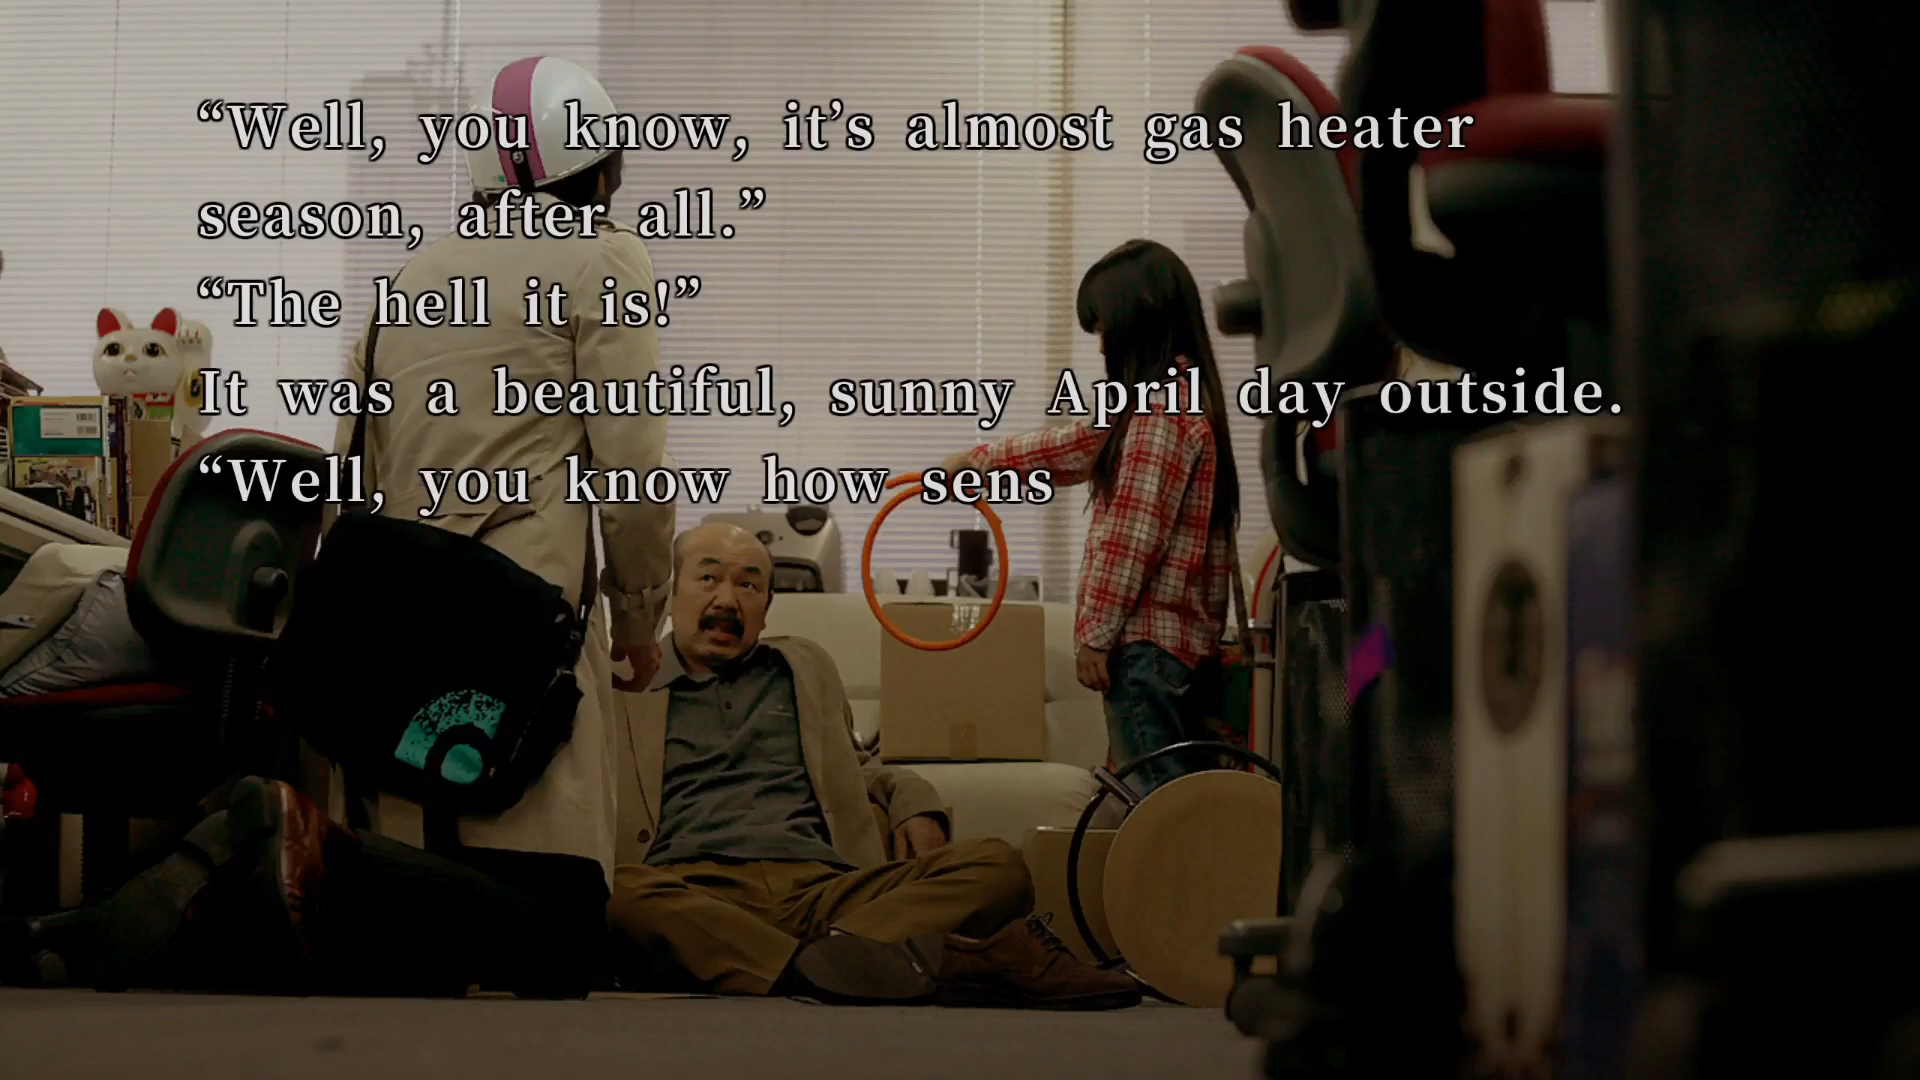 “Well, you know, it’s almost gas heater
season, after all.”
“The hell it is!”
It was a beautiful, sunny April day outside.
“Well, you know how sens